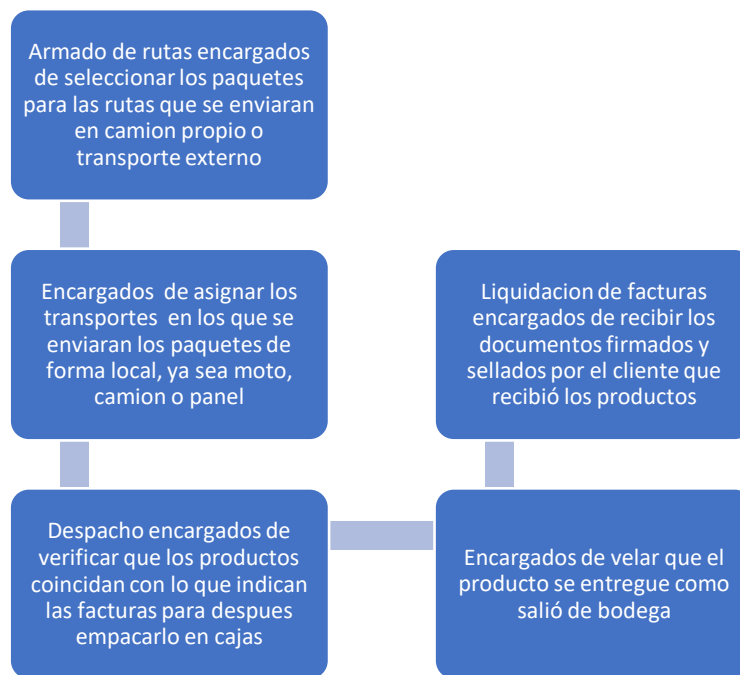 Armado de rutas encargados
de seleccionar los paquetes
para las rutas que se enviaran
en camion propio o
transporte externo
Encargados de asignar los
transportes en los que se
enviaran los paquetes de
forma local, ya sea moto,
camion o panel
Despacho encargados de
verificar que los productos
coincidan con lo que indican
las facturas para despues
empacarlo en cajas
Encargados de velar que el
producto se entregue como
salió de bodega
Liquidacion de facturas
encargados de recibir los
documentos firmados y
sellados por el cliente que
recibió los productos